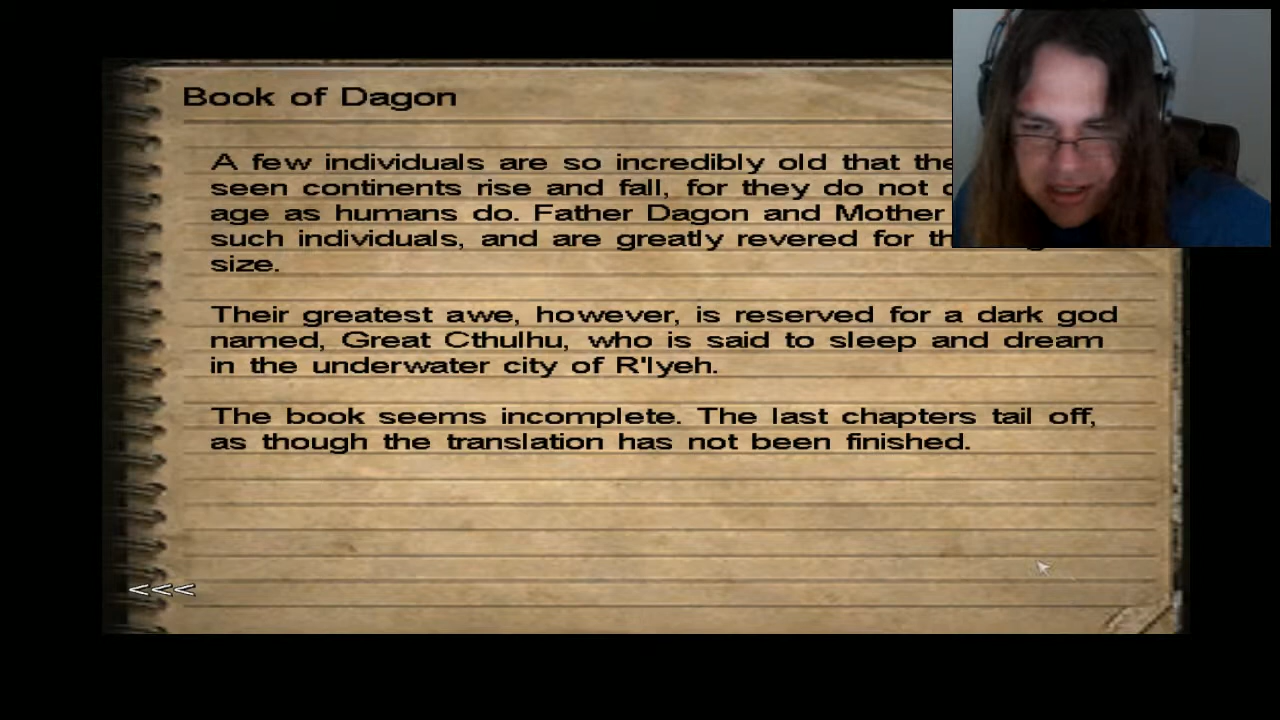 Book of Dagon
A few individuals are so incredibly old that
seen continents rise and fall, for they do not
age as humans do. Father Dagon and Mother
such individuals, and are greatly revered for
size.
Their greatest awe, however, is reserved for a dark god
named, Great Cthulhu, who is said to sleep and dream
in the underwater city of R'lyeh.
The book seems incomplete. The last chapters tail off,
as though the translation has not been finished.
<<<